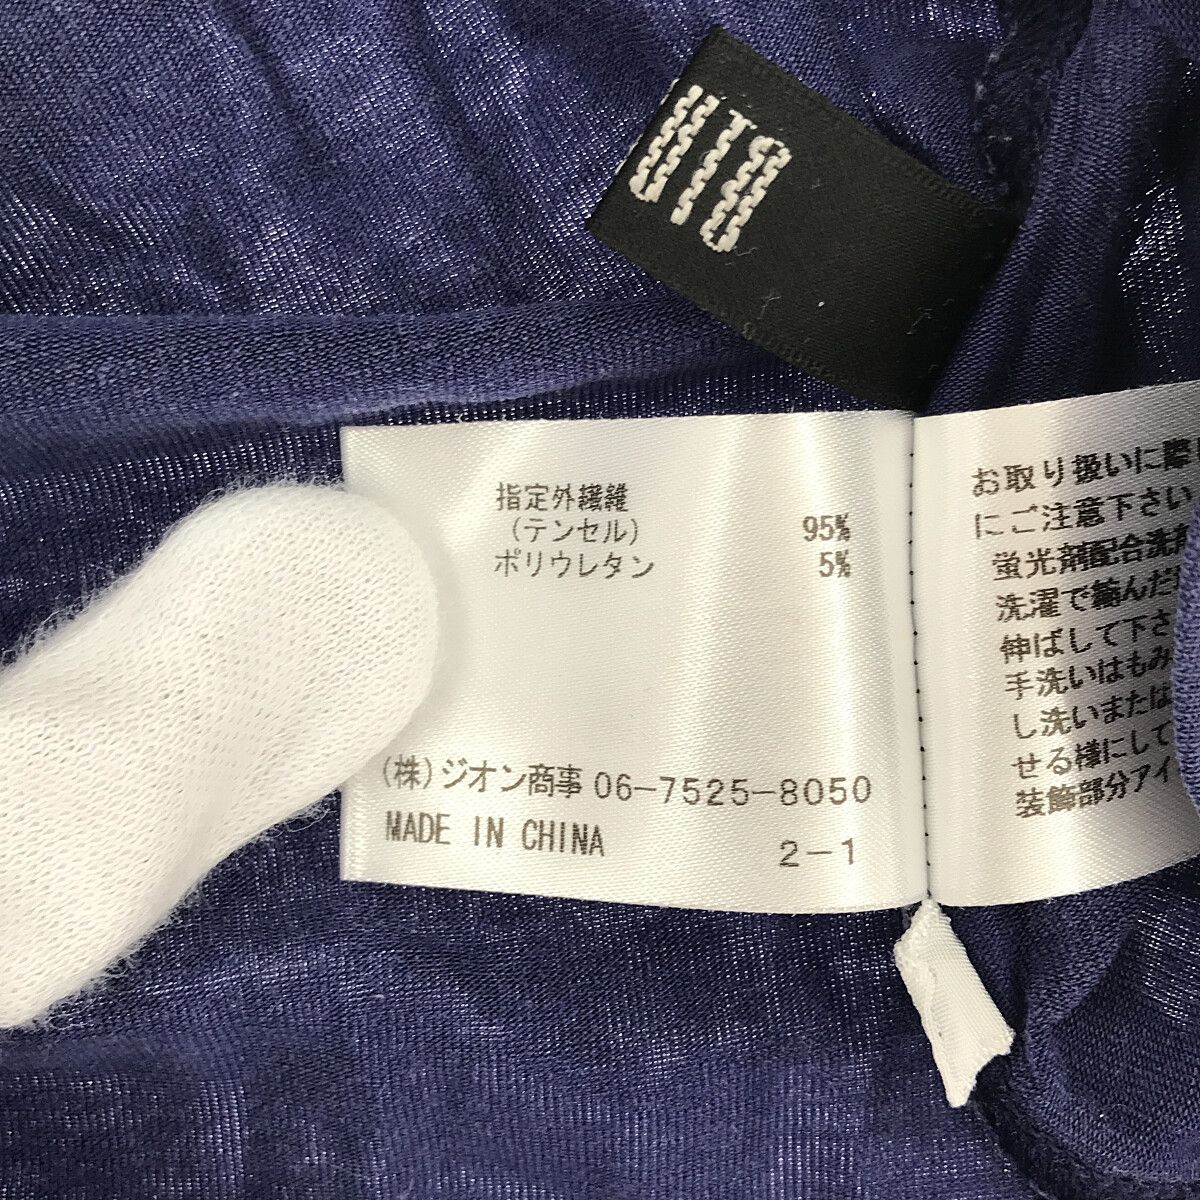 指定外繊維
(テンセル) 95%
ポリウレタン 5%
(株)ジオン商事 06-7525-8050
MADE IN CHINA
2-1
お取り扱いに際し
にご注意下さい
蛍光剤配合洗剤
洗濯で縮んだ
伸ばして下さ
手洗いはもみ
し洗いまたは
せる様にして
装飾部分アイ